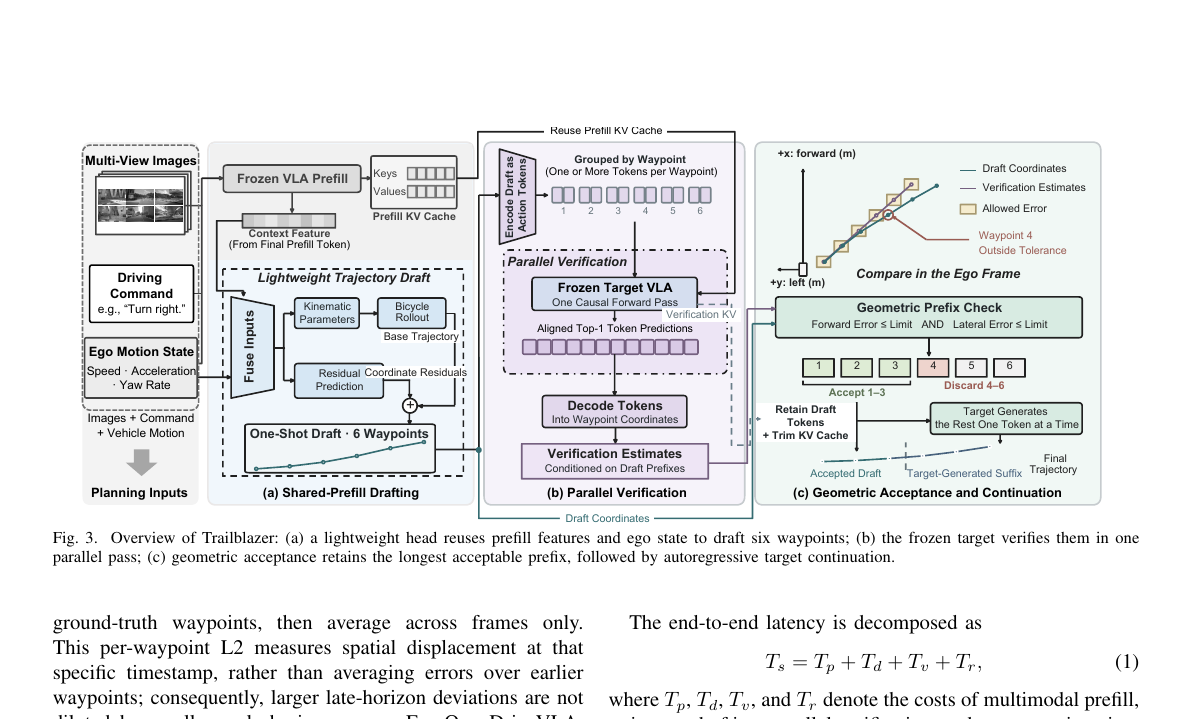 Reuse Prefill KV Cache
Multi-View Images
Driving
Command
e.g., “Turn right.”
Ego Motion State
Speed · Acceleration
· Yaw Rate
Images + Command
+ Vehicle Motion
Planning Inputs
Frozen VLA Prefill
Keys
Values
Prefill KV Cache
Context Feature
(From Final Prefill Token)
Lightweight Trajectory Draft
Fuse Inputs
Kinematic
Parameters
Bicycle
Rollout
Base Trajectory
Residual
Prediction
Coordinate Residuals
+
One-Shot Draft · 6 Waypoints
(a) Shared-Prefill Drafting
Encode Draft as
Action Tokens
Grouped by Waypoint
(One or More Tokens per Waypoint)
1 2 3 4 5 6
Parallel Verification
Frozen Target VLA
One Causal Forward Pass
Verification KV
Aligned Top-1 Token Predictions
Decode Tokens
Into Waypoint Coordinates
Verification Estimates
Conditioned on Draft Prefixes
(b) Parallel Verification
Draft Coordinates
+x: forward (m)
Draft Coordinates
Verification Estimates
Allowed Error
Waypoint 4
Outside Tolerance
Compare in the Ego Frame
+y: left (m)
Geometric Prefix Check
Forward Error ≤ Limit AND Lateral Error ≤ Limit
1 2 3 4 5 6
Accept 1–3
Discard 4–6
Retain Draft
Tokens
+ Trim KV Cache
Target Generates
the Rest One Token at a Time
Accepted Draft
Target-Generated Suffix
Final
Trajectory
(c) Geometric Acceptance and Continuation
Fig. 3. Overview of Trailblazer: (a) a lightweight head reuses prefill features and ego state to draft six waypoints; (b) the frozen target verifies them in one
parallel pass; (c) geometric acceptance retains the longest acceptable prefix, followed by autoregressive target continuation.
ground-truth waypoints, then average across frames only.
This per-waypoint L2 measures spatial displacement at that
specific timestamp, rather than averaging errors over earlier
waypoints; consequently, larger late-horizon deviations are not
The end-to-end latency is decomposed as
T_s = T_p + T_d + T_v + T_r, (1)
where T_p, T_d, T_v, and T_r denote the costs of multimodal prefill,